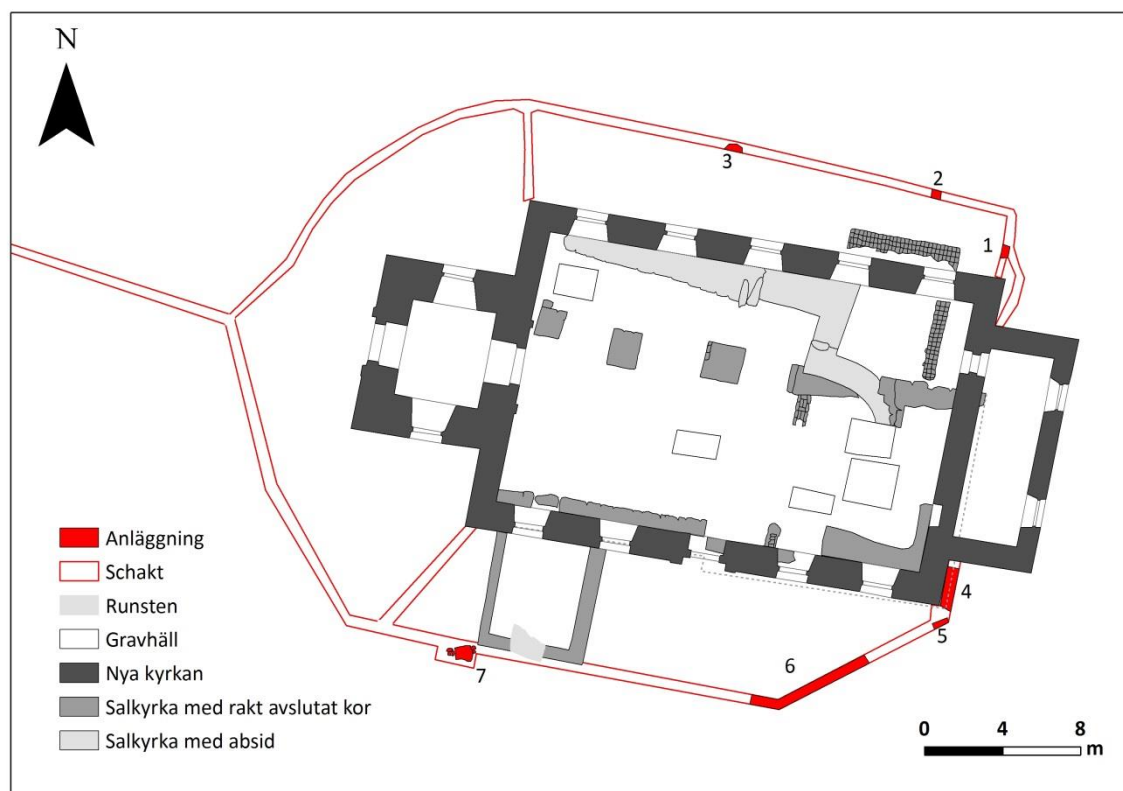 N
3
2
1
4
5
6
7
Anläggning
Schakt
Runsten
Gravhäll
Nya kyrkan
Salkyrka med rakt avslutat kor
Salkyrka med absid
0 4 8
m